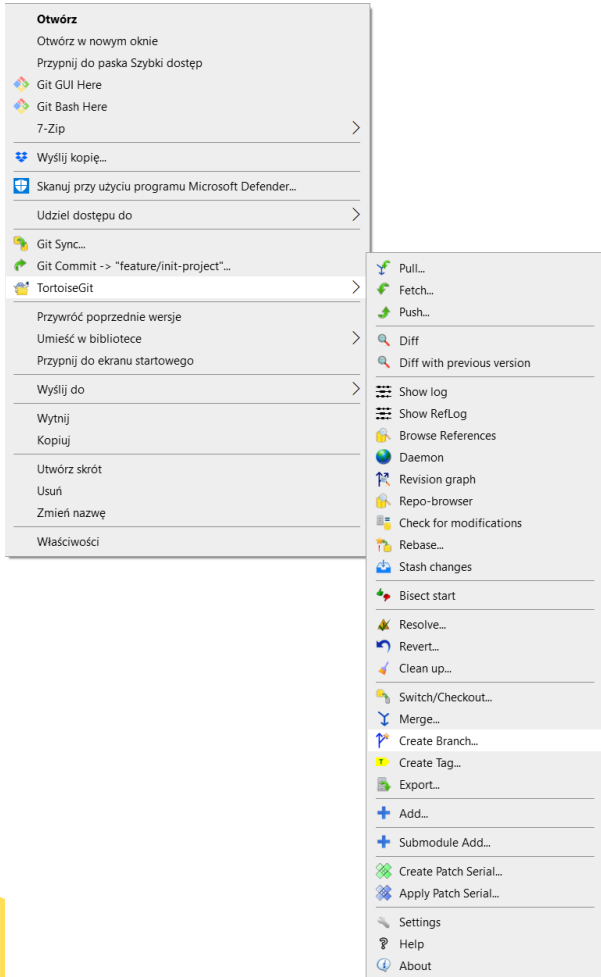 Otwórz
Otwórz w nowym oknie
Przypnij do paska Szybki dostęp
Git GUI Here
Git Bash Here
7-Zip
Wyślij kopię...
Skanuj przy użyciu programu Microsoft Defender...
Udziel dostępu do
Git Sync...
Git Commit -> "feature/init-project"...
TortoiseGit
Przywróć poprzednie wersje
Umieść w bibliotece
Przypnij do ekranu startowego
Wyślij do
Wytnij
Kopiuj
Utwórz skrót
Usuń
Zmień nazwę
Właściwości
Pull...
Fetch...
Push...
Diff
Diff with previous version
Show log
Show RefLog
Browse References
Daemon
Revision graph
Repo-browser
Check for modifications
Rebase...
Stash changes
Bisect start
Resolve...
Revert...
Clean up...
Switch/Checkout...
Merge...
Create Branch...
Create Tag...
Export...
Add...
Submodule Add...
Create Patch Serial...
Apply Patch Serial...
Settings
Help
About